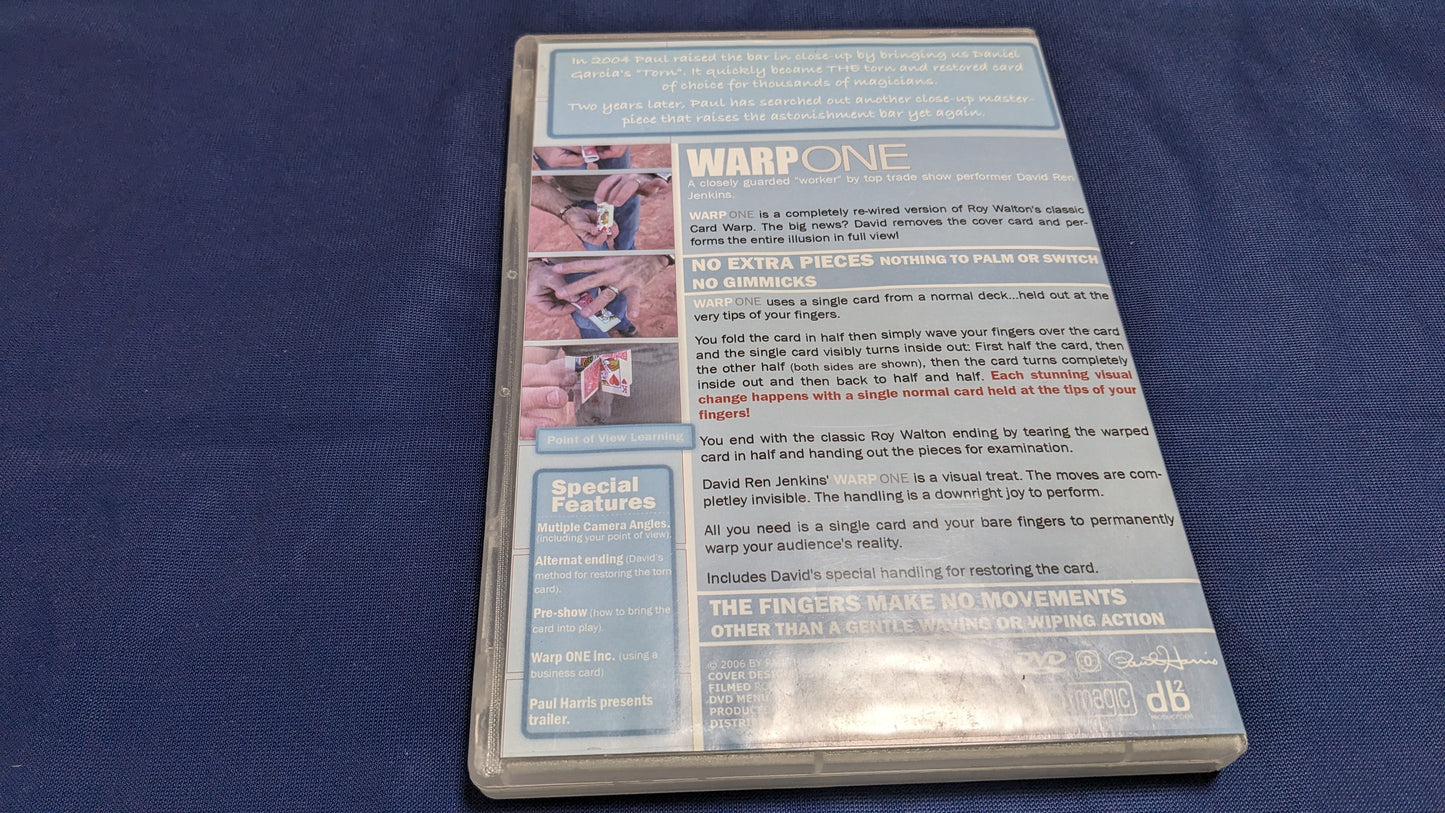 In 2004 Paul raised the bar in close-up by bringing us Daniel
Garcia's "Torn". It quickly became THE torn and restored card
of choice for thousands of magicians.
Two years later, Paul has searched out another close-up master-
piece that raises the astonishment bar yet again.
WARP ONE
A closely guarded "worker" by top trade show performer David Ren
Jenkins.
WARP ONE is a completely re-wired version of Roy Walton's classic
Card Warp. The big news? David removes the cover card and per-
forms the entire illusion in full view!
NO EXTRA PIECES NOTHING TO PALM OR SWITCH
NO GIMMICKS
WARP ONE uses a single card from a normal deck...held out at the
very tips of your fingers.
You fold the card in half then simply wave your fingers over the card
and the single card visibly turns inside out: First half the card, then
the other half (both sides are shown), then the card turns completely
inside out and then back to half and half. Each stunning visual
change happens with a single normal card held at the tips of your
fingers!
You end with the classic Roy Walton ending by tearing the warped
card in half and handing out the pieces for examination.
David Ren Jenkins' WARP ONE is a visual treat. The moves are com-
pletley invisible. The handling is a downright joy to perform.
All you need is a single card and your bare fingers to permanently
warp your audience's reality.
Includes David's special handling for restoring the card.
THE FINGERS MAKE NO MOVEMENTS
OTHER THAN A GENTLE WAVING OR WIPING ACTION
Point of View Learning
Special
Features
Mutiple Camera Angles.
(including your point of view).
Alternat ending (David's
method for restoring the torn
card).
Pre-show (how to bring the
card into play).
Warp ONE inc. (using a
business card)
Paul Harris presents
trailer.
© 2006 BY
COVER
FILMED
DVD MENU
DVD 0 Paul Harris
magic
db2
PRODUCTIONS